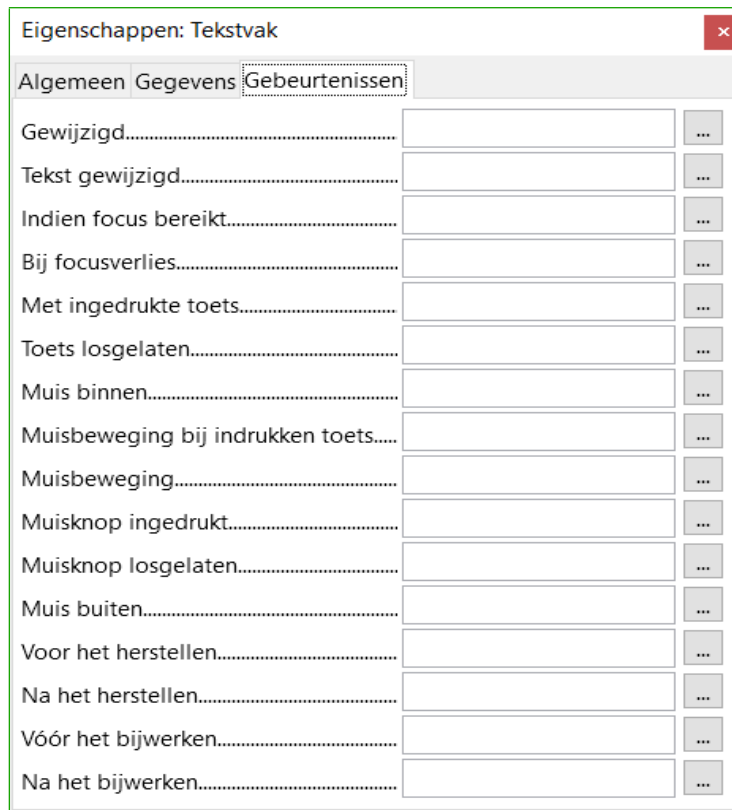 Eigenschappen: Tekstvak
Algemeen Gegevens Gebeurtenissen
Gewijzigd.................................................... ...
Tekst gewijzigd.......................................... ...
Indien focus bereikt................................. ...
Bij focusverlies........................................... ...
Met ingedrukte toets............................... ...
Toets losgelaten........................................ ...
Muis binnen................................................ ...
Muisbeweging bij indrukken toets..... ...
Muisbeweging........................................... ...
Muisknop ingedrukt................................. ...
Muisknop losgelaten............................... ...
Muis buiten................................................. ...
Voor het herstellen................................... ...
Na het herstellen....................................... ...
Vóór het bijwerken................................... ...
Na het bijwerken....................................... ...